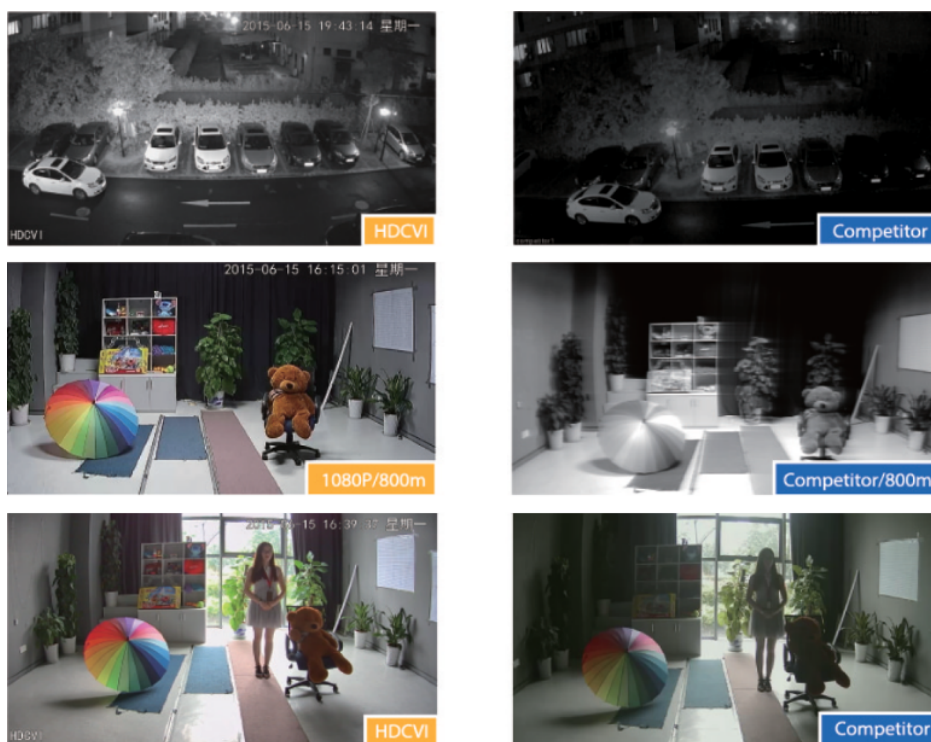 2015-06-15 19:43:14 星期一
HDCVI
HDCVI
competitor1
Competitor
2015-06-15 16:15:01 星期一
1080P/800m
Competitor/800m
2015-06-15 16:39:37 星期一
HDCVI
HDCVI
Competitor